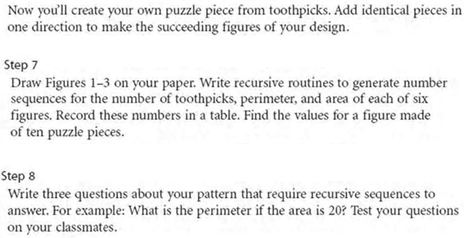 Now you'll create your own puzzle piece from toothpicks. Add identical pieces in
one direction to make the succeeding figures of your design.
Step 7
Draw Figures 1–3 on your paper. Write recursive routines to generate number
sequences for the number of toothpicks, perimeter, and area of each of six
figures. Record these numbers in a table. Find the values for a figure made
of ten puzzle pieces.
Step 8
Write three questions about your pattern that require recursive sequences to
answer. For example: What is the perimeter if the area is 20? Test your questions
on your classmates.